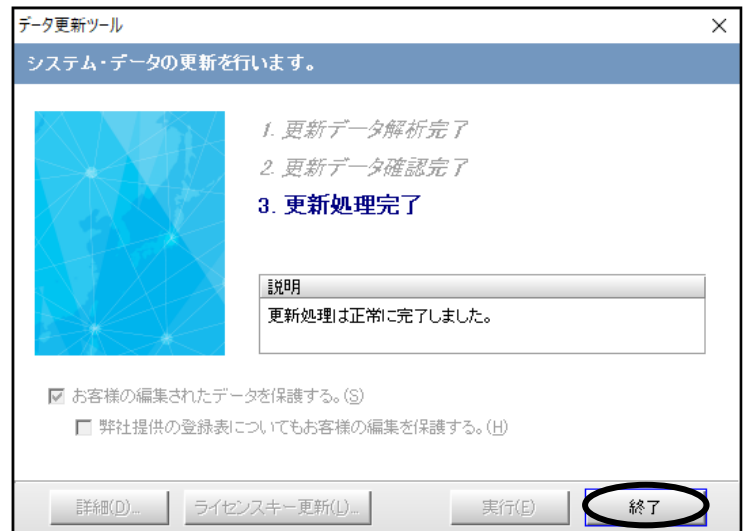 データ更新ツール
システム・データの更新を行います。
1. 更新データ解析完了
2. 更新データ確認完了
3. 更新処理完了
説明
更新処理は正常に完了しました。
お客様の編集されたデータを保護する。(S)
弊社提供の登録表についてもお客様の編集を保護する。(H)
詳細(D)... ライセンスキー更新(L)... 実行(E) 終了